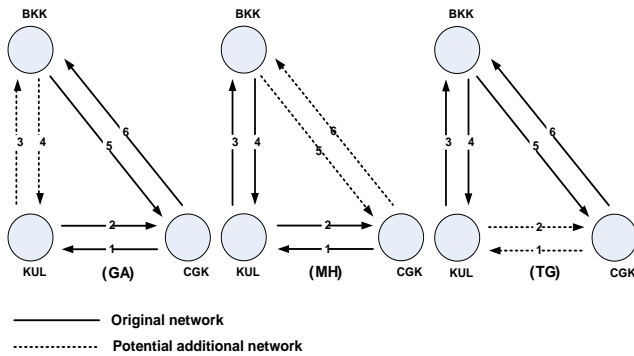 BKK BKK BKK
3 4 5 6 3 4 5 6 3 4 5 6
2 2 2
1 1 1
KUL (GA) CGK KUL (MH) CGK KUL (TG) CGK
Original network
Potential additional network